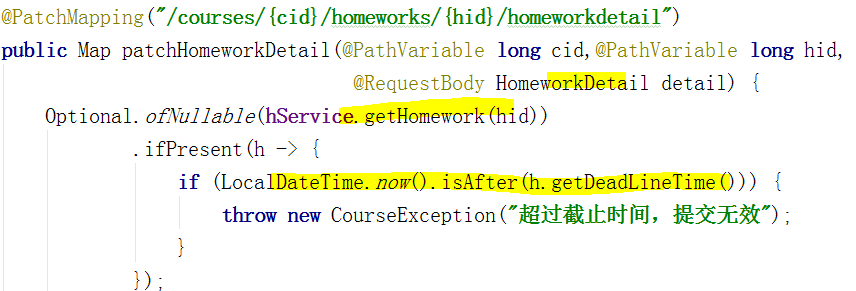 @PatchMapping("/courses/{cid}/homeworks/{hid}/homeworkdetail")
public Map patchHomeworkDetail(@PathVariable long cid,@PathVariable long hid,
@RequestBody HomeworkDetail detail) {
Optional.ofNullable(hService.getHomework(hid))
.ifPresent(h -> {
if (LocalDateTime.now().isAfter(h.getDeadLineTime())) {
throw new CourseException("超过截止时间，提交无效");
}
});